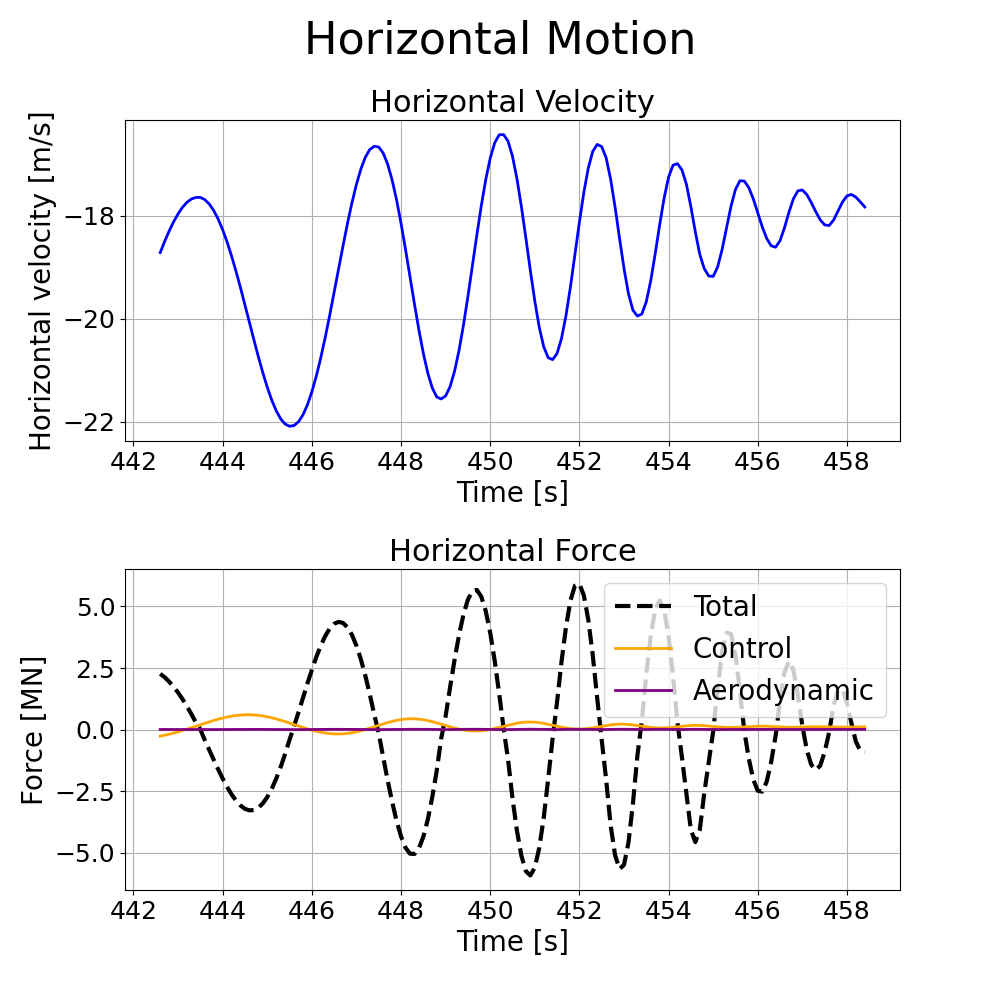 Horizontal Motion
Horizontal Velocity
Horizontal velocity [m/s]
−18
−20
−22
442 444 446 448 450 452 454 456 458
Time [s]
Horizontal Force
Force [MN]
5.0
2.5
0.0
−2.5
−5.0
Total
Control
Aerodynamic
442 444 446 448 450 452 454 456 458
Time [s]